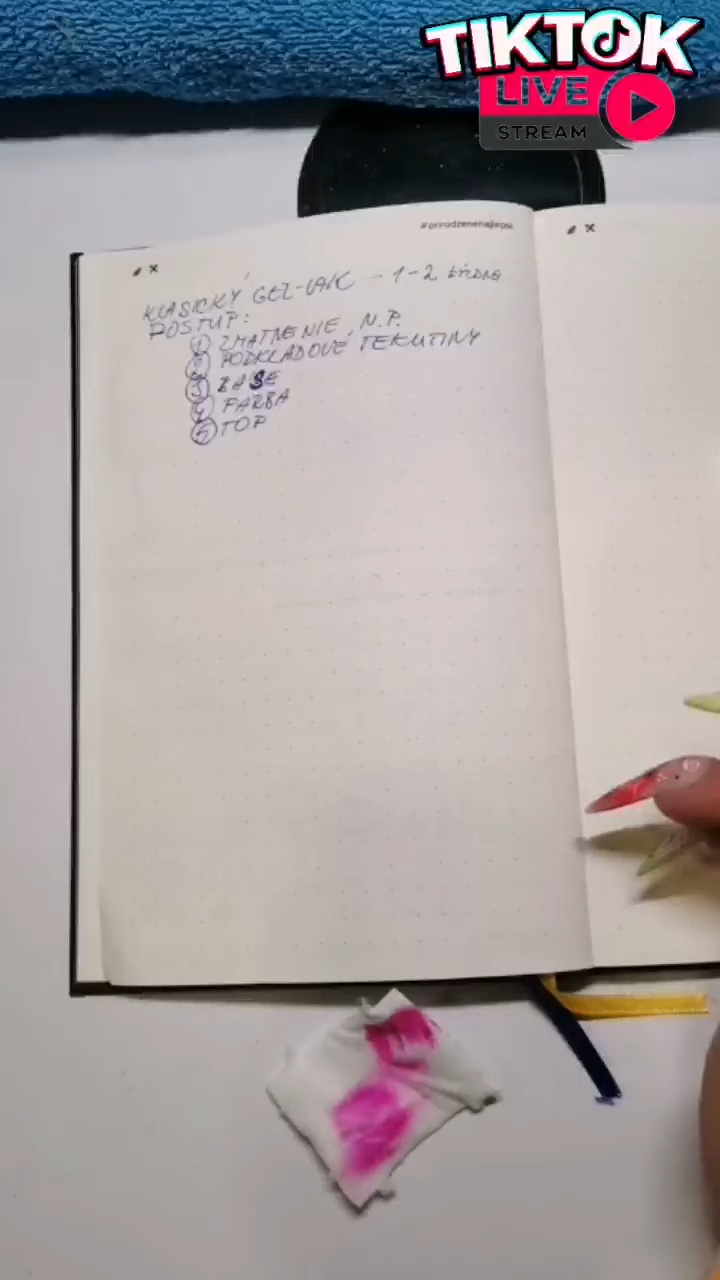 TIKTOK
LIVE
STREAM
#prirodzenenajlepsi
# X
# X
KLASICKÝ GEL-LAK - 1-2 týždne
POSTUP:
1 ZMATNENIE N.P.
2 PODKLADOVÉ TEKUTINY
3 BASE
4 FARBA
5 TOP